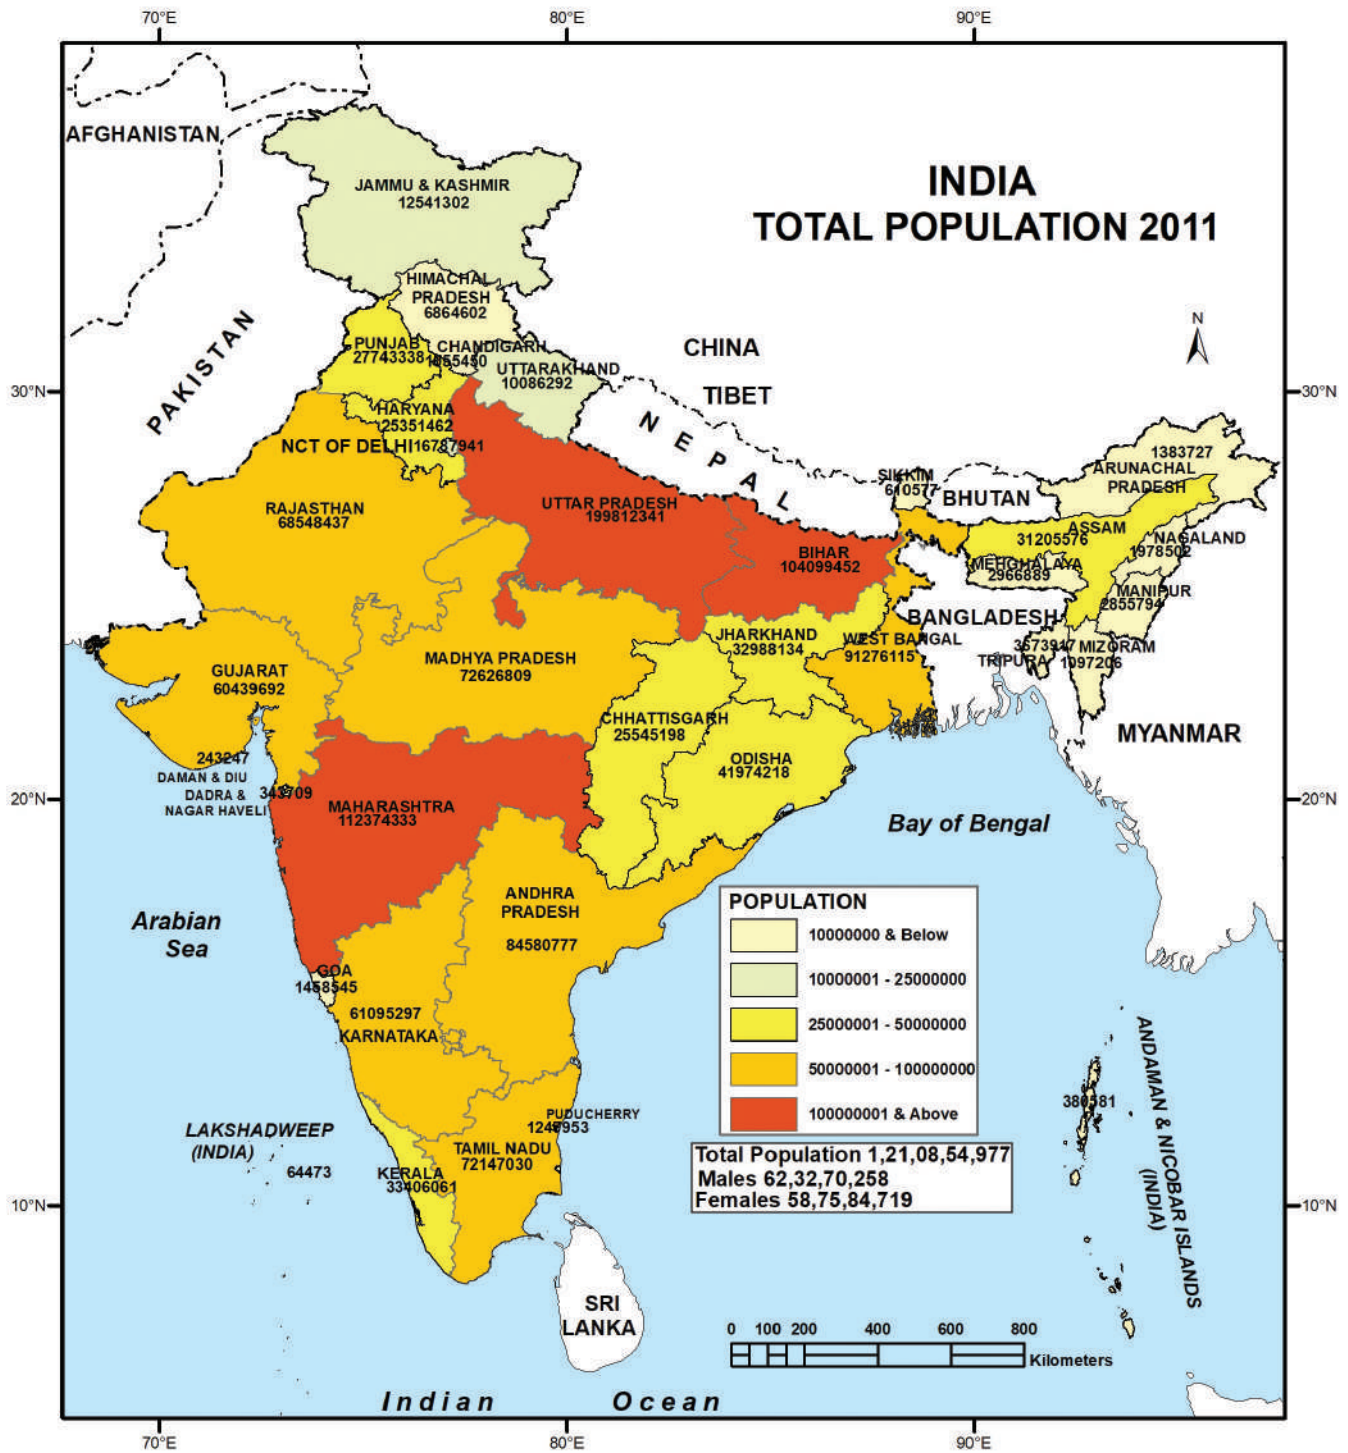 70°E
80°E
90°E
AFGHANISTAN
INDIA
TOTAL POPULATION 2011
JAMMU & KASHMIR
12541302
HIMACHAL
PRADESH
6864602
N
PAKISTAN
PUNJAB
27743338
CHANDIGARH
1055450
CHINA
TIBET
UTTARAKHAND
10086292
30°N
30°N
HARYANA
25351462
NCT OF DELHI
16787941
NEPAL
SIKKIM
610577
BHUTAN
1383727
ARUNACHAL
PRADESH
RAJASTHAN
68548437
UTTAR PRADESH
199812341
BIHAR
104099452
ASSAM
31205576
NAGALAND
1978502
MEHGHALAYA
2966889
MANIPUR
2855794
BANGLADESH
JHARKHAND
32988134
WEST BANGAL
91276115
3673917
TRIPURA
MIZORAM
1097206
GUJARAT
60439692
MADHYA PRADESH
72626809
CHHATTISGARH
25545198
MYANMAR
ODISHA
41974218
243247
DAMAN & DIU
DADRA &
NAGAR HAVELI
343709
20°N
20°N
MAHARASHTRA
112374333
Bay of Bengal
Arabian
Sea
ANDHRA
PRADESH
84580777
GOA
1458545
61095297
KARNATAKA
POPULATION
10000000 & Below
10000001 - 25000000
25000001 - 50000000
50000001 - 100000000
100000001 & Above
ANDAMAN & NICOBAR ISLANDS
(INDIA)
380581
LAKSHADWEEP
(INDIA)
64473
PUDUCHERRY
TAMIL NADU
72147030
KERALA
33406061
Total Population 1,21,08,54,977
Males 62,32,70,258
Females 58,75,84,719
10°N
10°N
SRI
LANKA
0 100 200 400 600 800
Kilometers
Indian Ocean
70°E
80°E
90°E